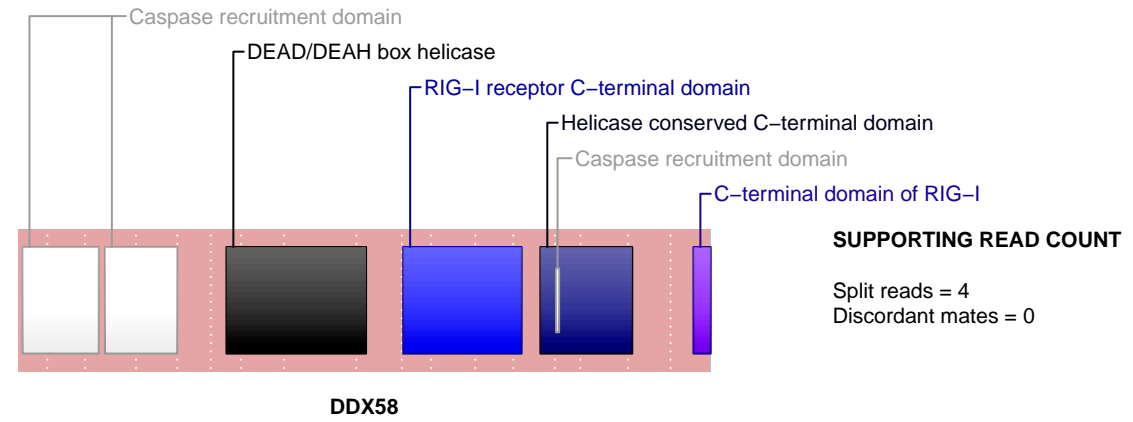 Caspase recruitment domain
DEAD/DEAH box helicase
RIG−I receptor C−terminal domain
Helicase conserved C−terminal domain
Caspase recruitment domain
C−terminal domain of RIG−I
SUPPORTING READ COUNT
Split reads = 4
Discordant mates = 0
DDX58